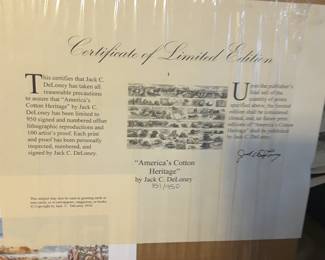 Certificate of Limited Edition
This certifies that Jack C.
DeLoney has taken all
reasonable precautions
to assure that "America's
Cotton Heritage" by Jack C.
DeLoney has been limited to
950 signed and numbered offset
lithographic reproductions and
100 artist's proof. Each print
and proof has been personally
inspected, numbered, and
signed by Jack C. DeLoney.
"America's Cotton
Heritage"
by Jack C. DeLoney
151/950
Upon the publisher's
final sell of the
quantity of prints
specified above, the limited
edition shall be considered
closed, and no future print
editions of "America's Cotton
Heritage" shall be published
by Jack C. DeLoney.